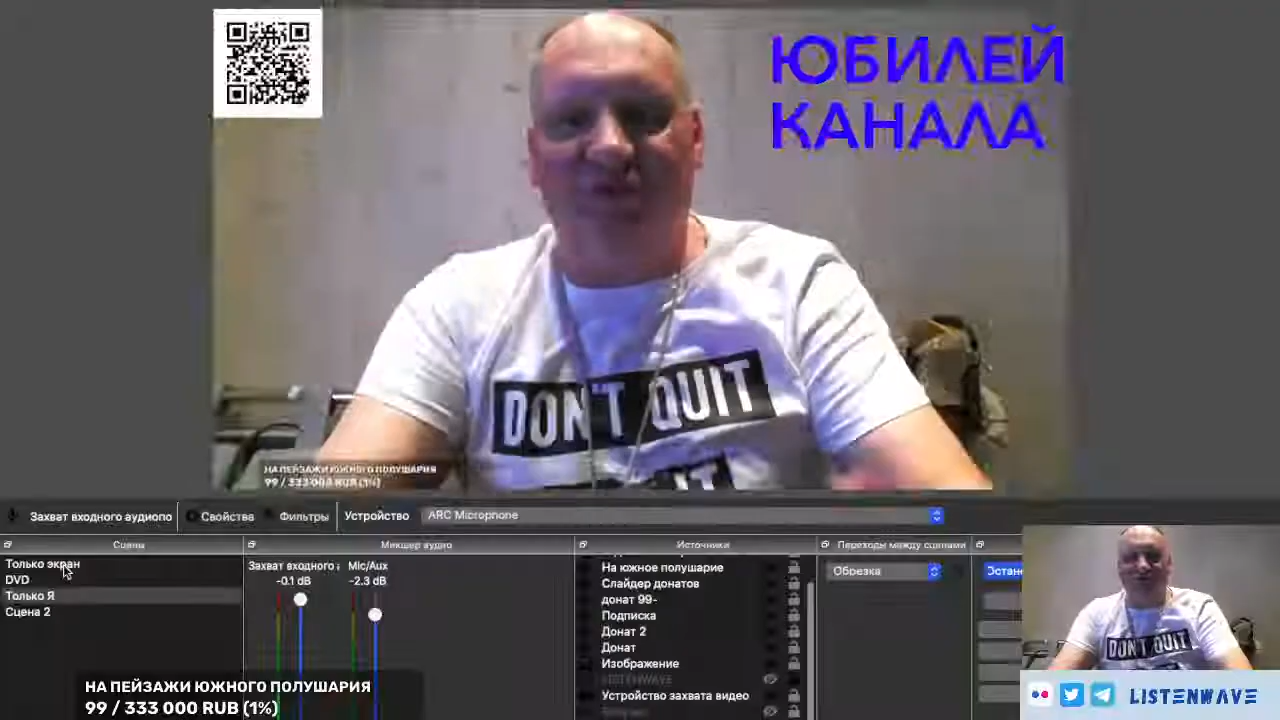 ЮБИЛЕЙ
КАНАЛА
DON'T QUIT
НА ПЕЙЗАЖИ ЮЖНОГО ПОЛУШАРИЯ
99 / 333 000 RUB (1%)
Захват входного аудиопо
Свойства
Фильтры
Устройство
ARC Microphone
Сцена
Микшер аудио
Источники
Переходы между сценами
Только экран
DVD
Только Я
Сцена 2
Захват входного а
-0.1 dB
Mic/Aux
-2.3 dB
На южное полушарие
Слайдер донатов
донат 99-
Подписка
Донат 2
Донат
Изображение
LISTENWAVE
Устройство захвата видео
Обрезка
Остано
DON'T QUIT
НА ПЕЙЗАЖИ ЮЖНОГО ПОЛУШАРИЯ
99 / 333 000 RUB (1%)
LISTENWAVE